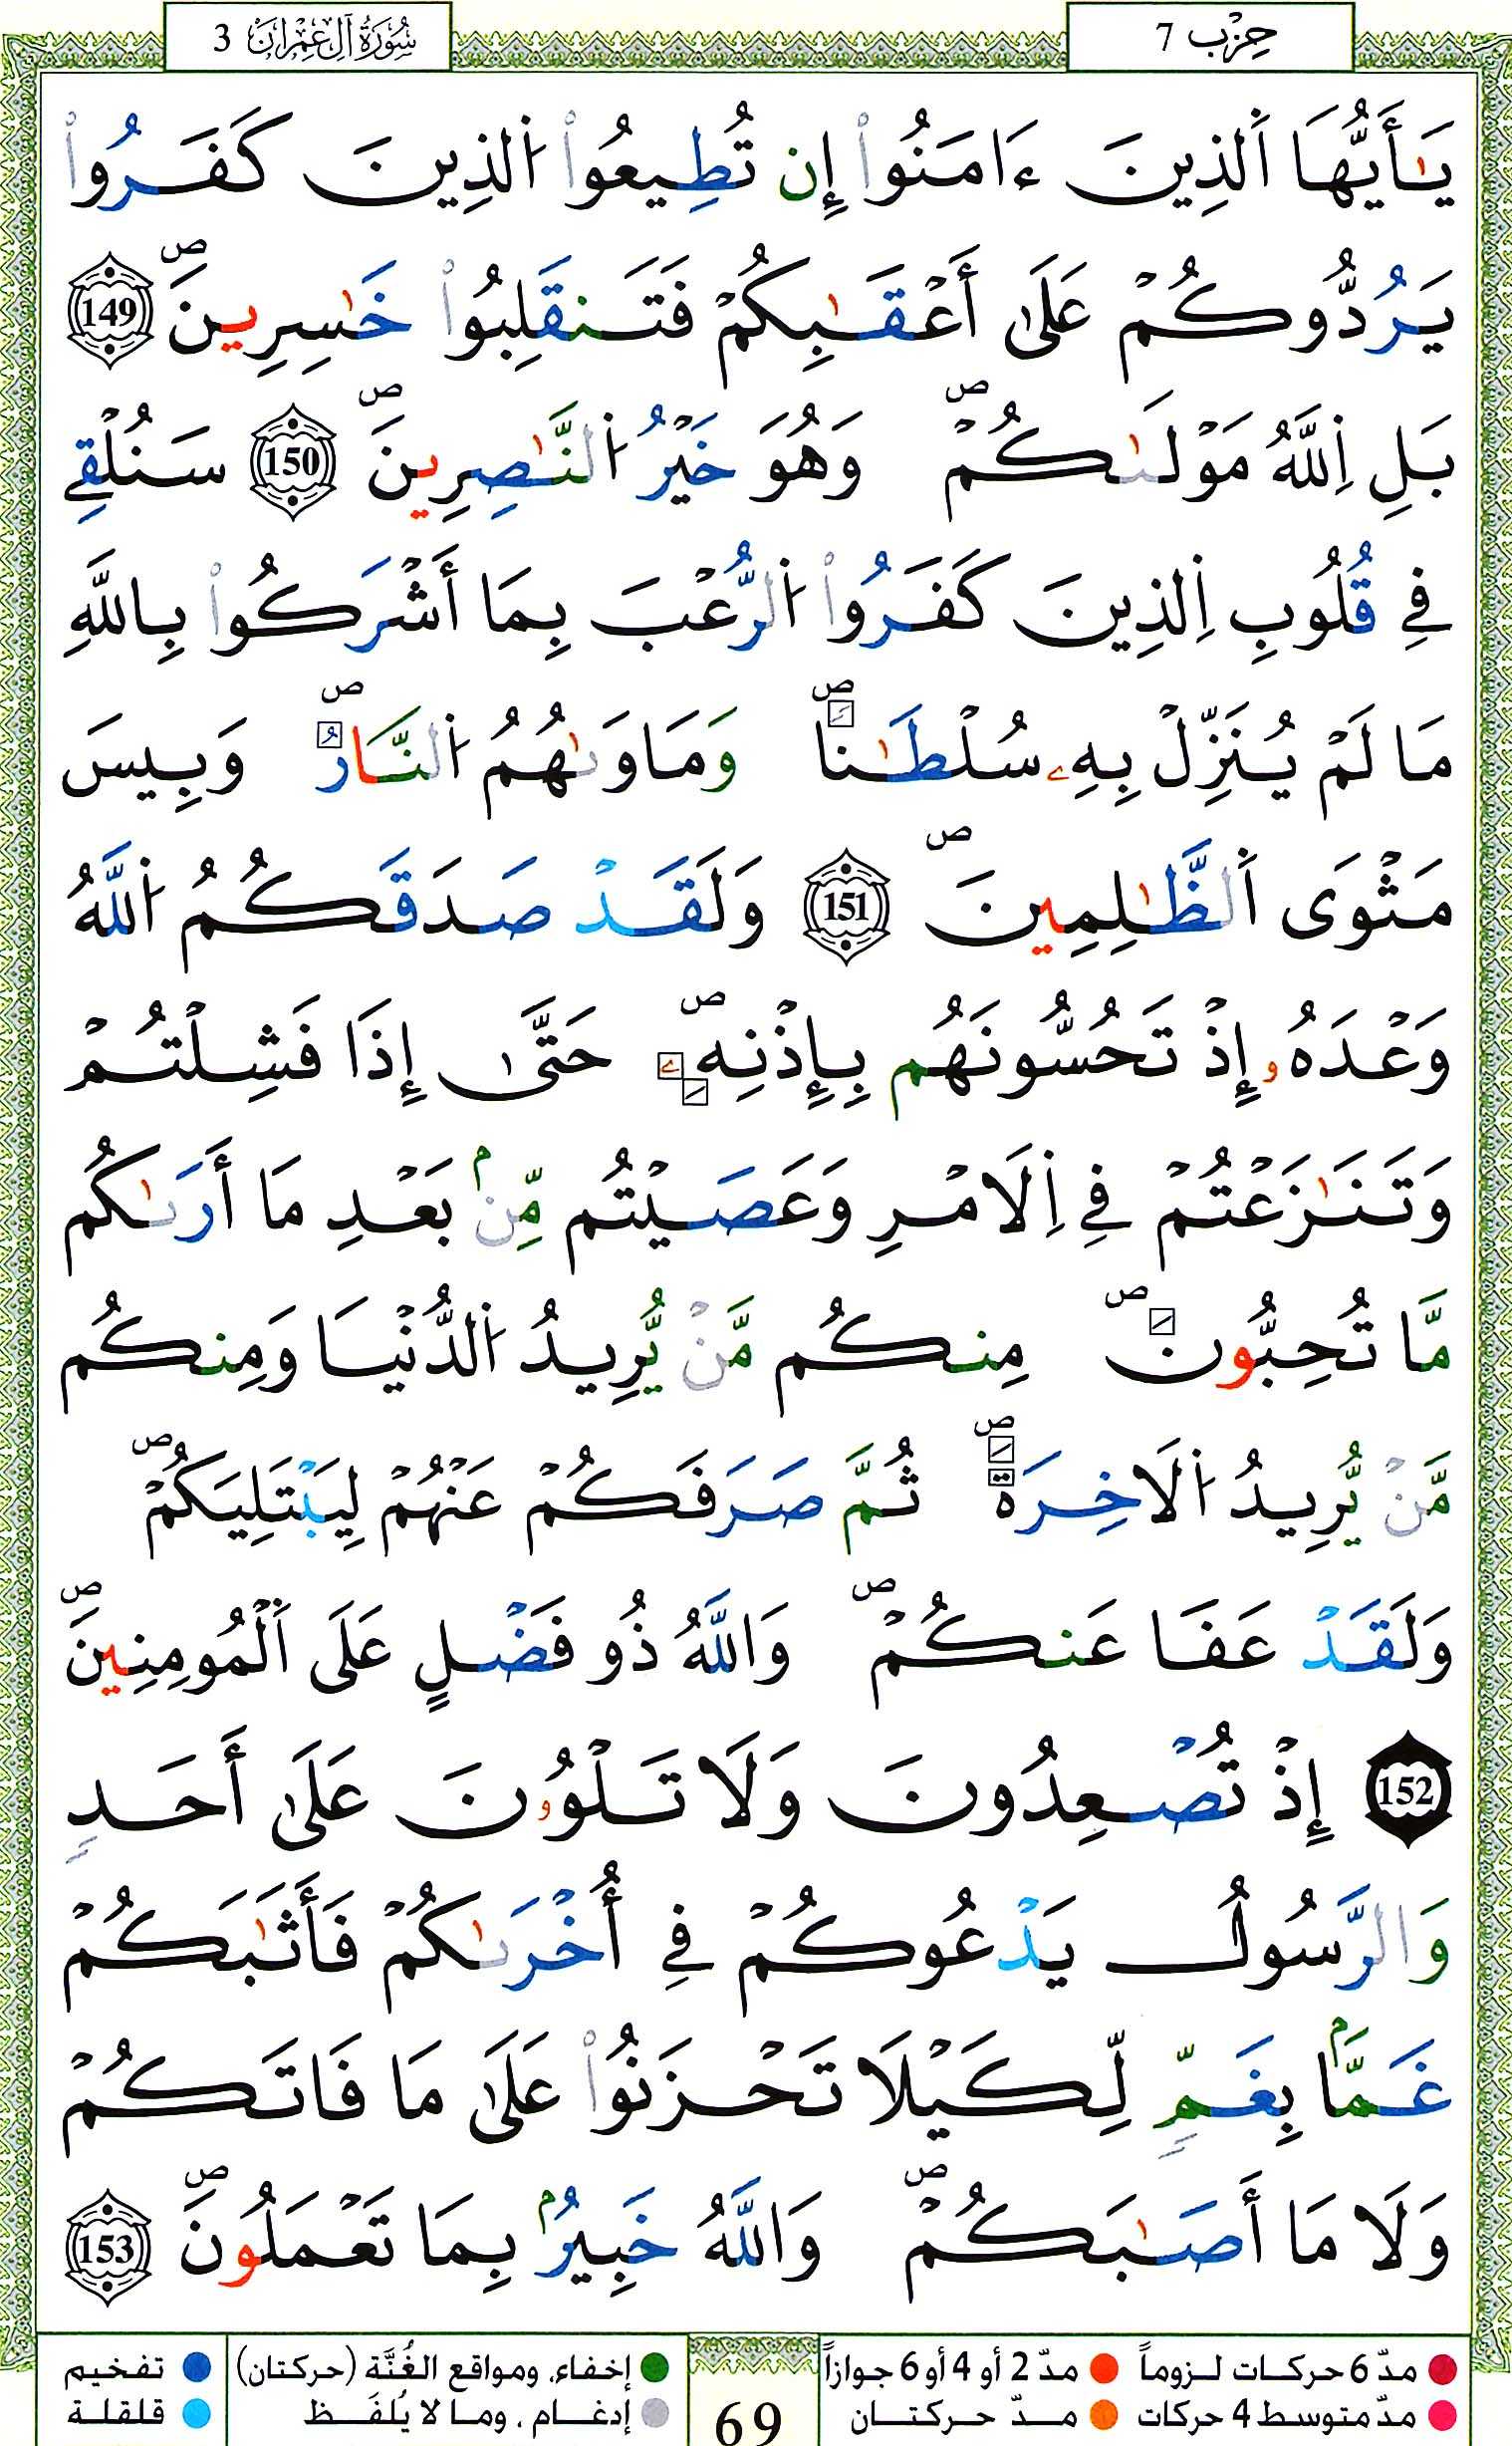 سُورَةُ آلِ عِمْرَانَ 3
حِزْب 7
يَٰأَيُّهَا اَ۬لذِينَ ءَامَنُواْ إِن تُطِيعُواْ اُ۬لذِينَ كَفَرُواْ
يَرُدُّوكُمْ عَلَىٰ أَعْقَٰبِكُمْ فَتَنقَلِبُواْ خَٰسِرِينَۖ 149
بَلِ اِ۬للَّهُ مَوْلَىٰكُمْۖ وَهُوَ خَيْرُ اُ۬لنَّٰصِرِينَۖ 150 سَنُلْقِے
فِے قُلُوبِ اِ۬لذِينَ كَفَرُواْ اُ۬لرُّعْبَ بِمَا أَشْرَكُواْ بِاللَّهِ
مَا لَمْ يُنَزِّلْ بِهِۦ سُلْطَٰناٗۖ وَمَأْوَىٰهُمُ اُ۬لنَّارُۖ وَبِيسَ
مَثْوَى اَ۬لظَّٰلِمِينَۖ 151 وَلَقَدْ صَدَقَكُمُ اُ۬للَّهُ
وَعْدَهُۥ إِذْ تَحُسُّونَهُم بِإِذْنِهِۦۖ حَتَّىٰ إِذَا فَشِلْتُمْ
وَتَنَٰزَعْتُمْ فِے اِ۬لَامْرِ وَعَصَيْتُم مِّنۢ بَعْدِ مَا أَرَىٰكُم
مَّا تُحِبُّونَۖ مِنكُم مَّنْ يُّرِيدُ اُ۬لدُّنْيَا وَمِنكُم
مَّنْ يُّرِيدُ اُ۬لَاخِرَةَۖ ثُمَّ صَرَفَكُمْ عَنْهُمْ لِيَبْتَلِيَكُمْۖ
وَلَقَدْ عَفَا عَنكُمْۖ وَاللَّهُ ذُو فَضْلٍ عَلَى اَ۬لْمُومِنِينَۖ
152 إِذْ تُصْعِدُونَ وَلَا تَلْوُۥنَ عَلَىٰ أَحَدٖ
وَالرَّسُولُ يَدْعُوكُمْ فِے أُخْرَىٰكُمْ فَأَثَٰبَكُمْ
غَمَّاۢ بِغَمّٖ لِّكَيْلَا تَحْزَنُواْ عَلَىٰ مَا فَاتَكُمْ
وَلَا مَا أَصَٰبَكُمْۖ وَاللَّهُ خَبِيرُۢ بِمَا تَعْمَلُونَۖ 153
مدّ 6 حركات لزوماً مدّ 2 أو 4 أو 6 جوازاً إخفاء، ومواقع الغُنَّة (حركتان) تفخيم
مدّ متوسط 4 حركات مدّ حركتان 69 إدغام ، وما لا يُلفَظ قلقلة